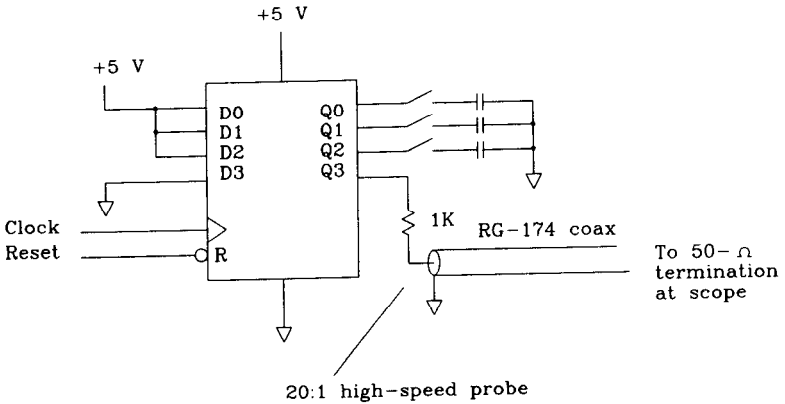 +5 V
+5 V
D0
D1
D2
D3
Q0
Q1
Q2
Q3
Clock
Reset
R
1K
RG-174 coax
To 50-Ω
termination
at scope
20:1 high-speed probe